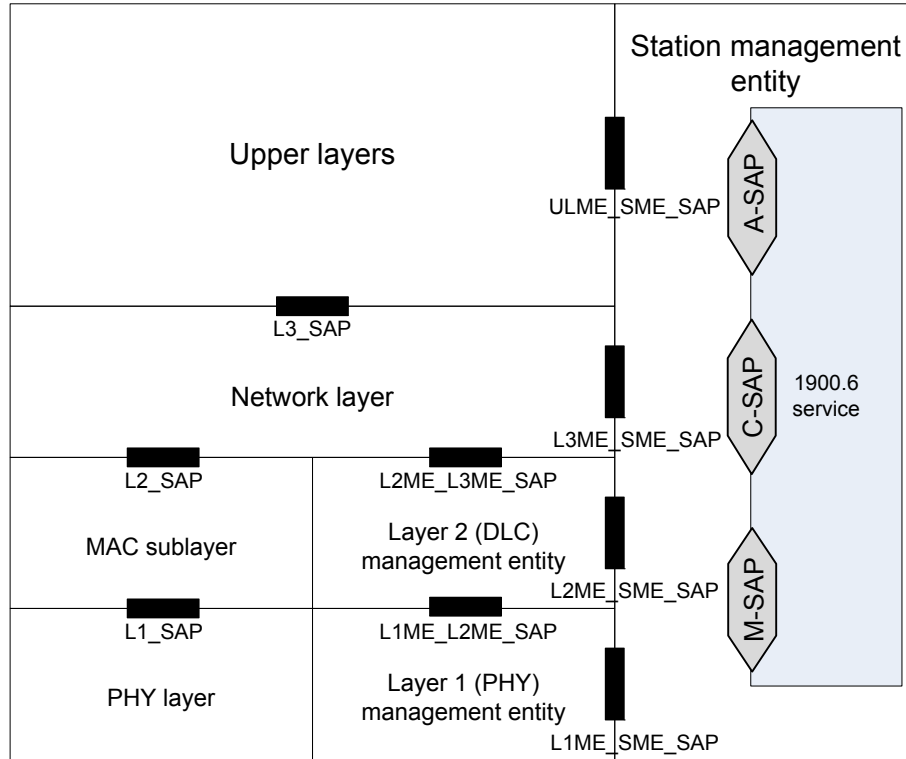 Station management
entity
Upper layers
ULME_SME_SAP
A-SAP
L3_SAP
Network layer
L3ME_SME_SAP
C-SAP
1900.6
service
L2_SAP
L2ME_L3ME_SAP
MAC sublayer
Layer 2 (DLC)
management entity
L2ME_SME_SAP
M-SAP
L1_SAP
L1ME_L2ME_SAP
PHY layer
Layer 1 (PHY)
management entity
L1ME_SME_SAP